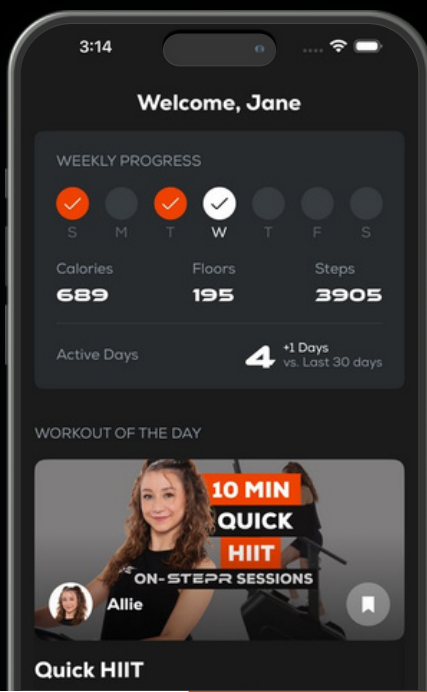 3:14
Welcome, Jane
WEEKLY PROGRESS
S M T W T F S
Calories Floors Steps
689 195 3905
Active Days 4 +1 Days
vs. Last 30 days
WORKOUT OF THE DAY
10 MIN
QUICK
HIIT
ON-STEPR SESSIONS
Allie
Quick HIIT